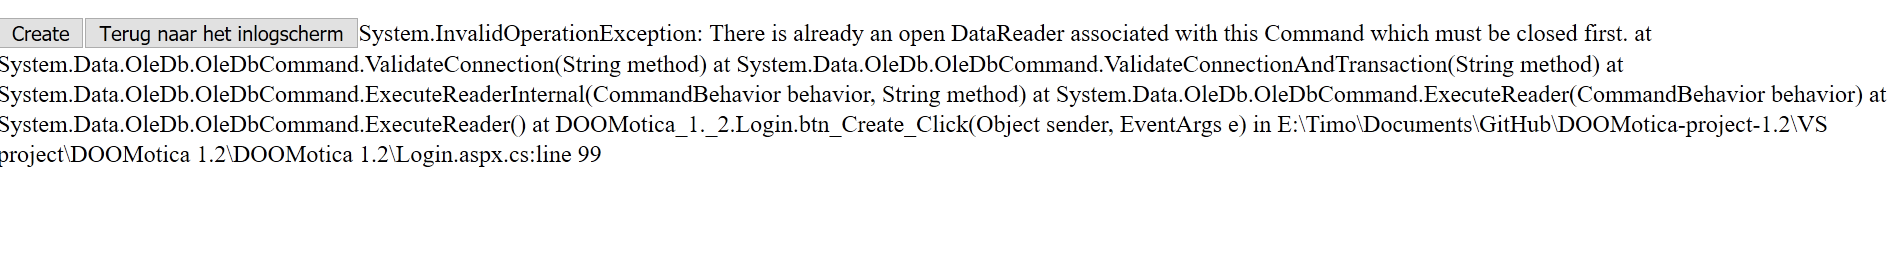 Create Terug naar het inlogscherm System.InvalidOperationException: There is already an open DataReader associated with this Command which must be closed first. at
System.Data.OleDb.OleDbCommand.ValidateConnection(String method) at System.Data.OleDb.OleDbCommand.ValidateConnectionAndTransaction(String method) at
System.Data.OleDb.OleDbCommand.ExecuteReaderInternal(CommandBehavior behavior, String method) at System.Data.OleDb.OleDbCommand.ExecuteReader(CommandBehavior behavior) at
System.Data.OleDb.OleDbCommand.ExecuteReader() at DOOMotica_1._2.Login.btn_Create_Click(Object sender, EventArgs e) in E:\Timo\Documents\GitHub\DOOMotica-project-1.2\VS
project\DOOMotica 1.2\DOOMotica 1.2\Login.aspx.cs:line 99